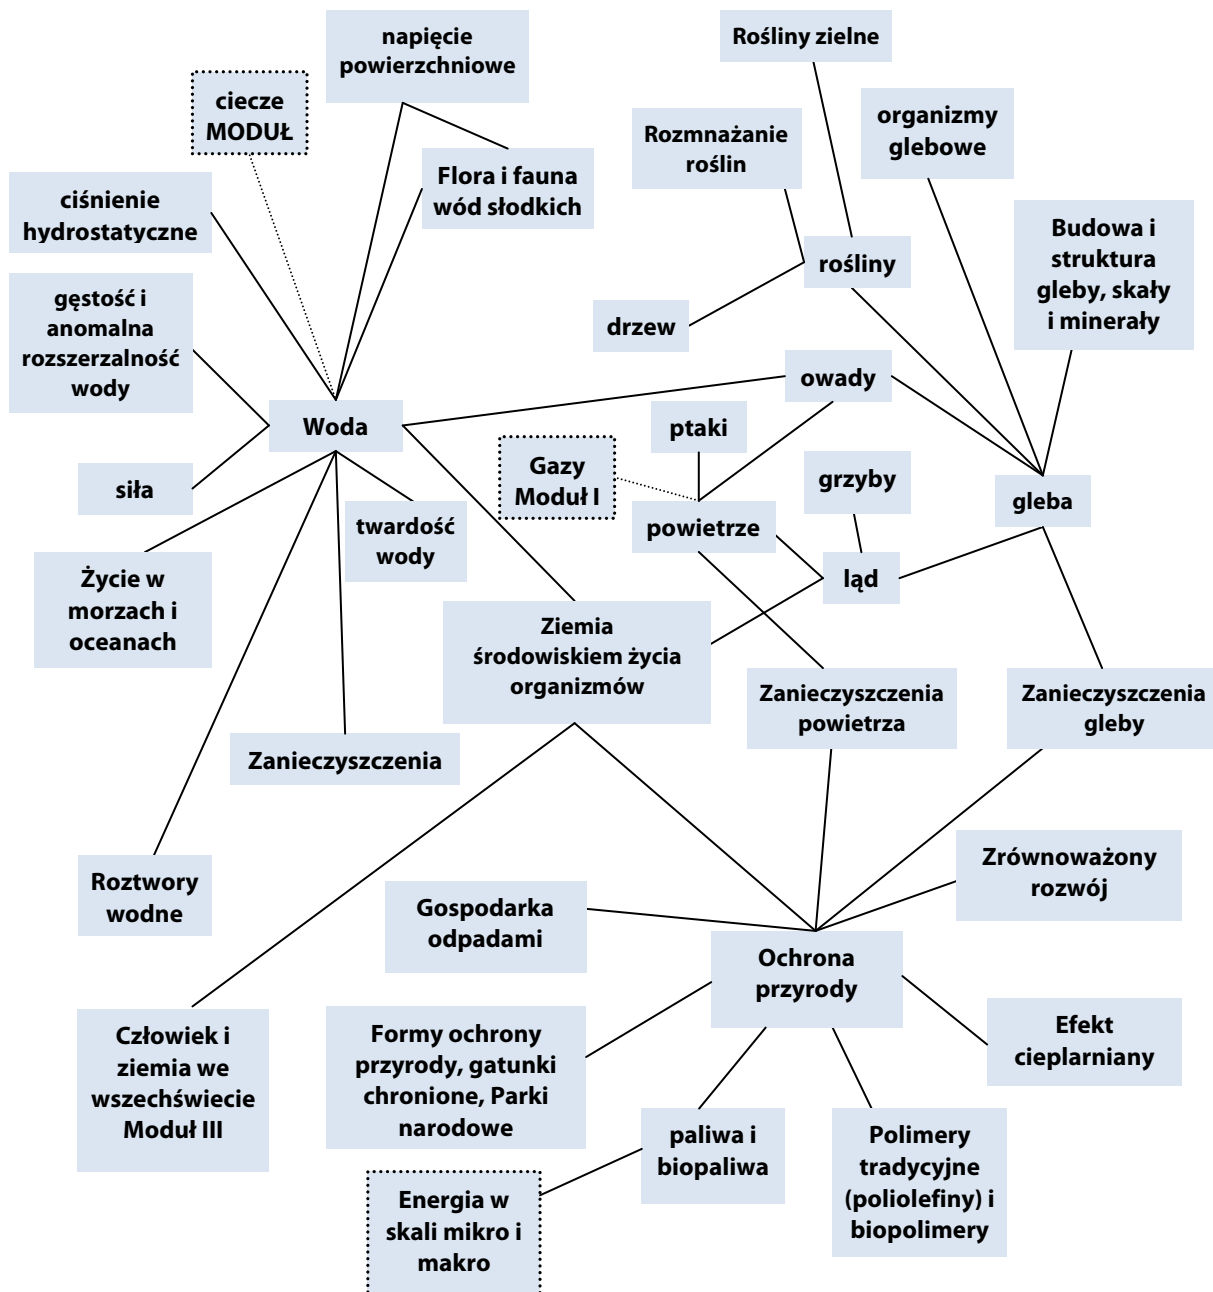 napięcie
powierzchniowe
Rośliny zielne
ciecze
MODUŁ
organizmy
glebowe
Rozmnażanie
roślin
Flora i fauna
wód słodkich
ciśnienie
hydrostatyczne
Budowa i
struktura
gleby, skały
i minerały
rośliny
gęstość i
anomalna
rozszerzalność
wody
drzew
owady
Woda
ptaki
Gazy
Moduł I
grzyby
siła
gleba
twardość
wody
powietrze
ląd
Życie w
morzach i
oceanach
Ziemia
środowiskiem życia
organizmów
Zanieczyszczenia
powietrza
Zanieczyszczenia
gleby
Zanieczyszczenia
Zrównoważony
rozwój
Roztwory
wodne
Gospodarka
odpadami
Ochrona
przyrody
Człowiek i
ziemia we
wszechświecie
Moduł III
Formy ochrony
przyrody, gatunki
chronione, Parki
narodowe
Efekt
cieplarniany
paliwa i
biopaliwa
Polimery
tradycyjne
(poliolefiny) i
biopolimery
Energia w
skali mikro i
makro